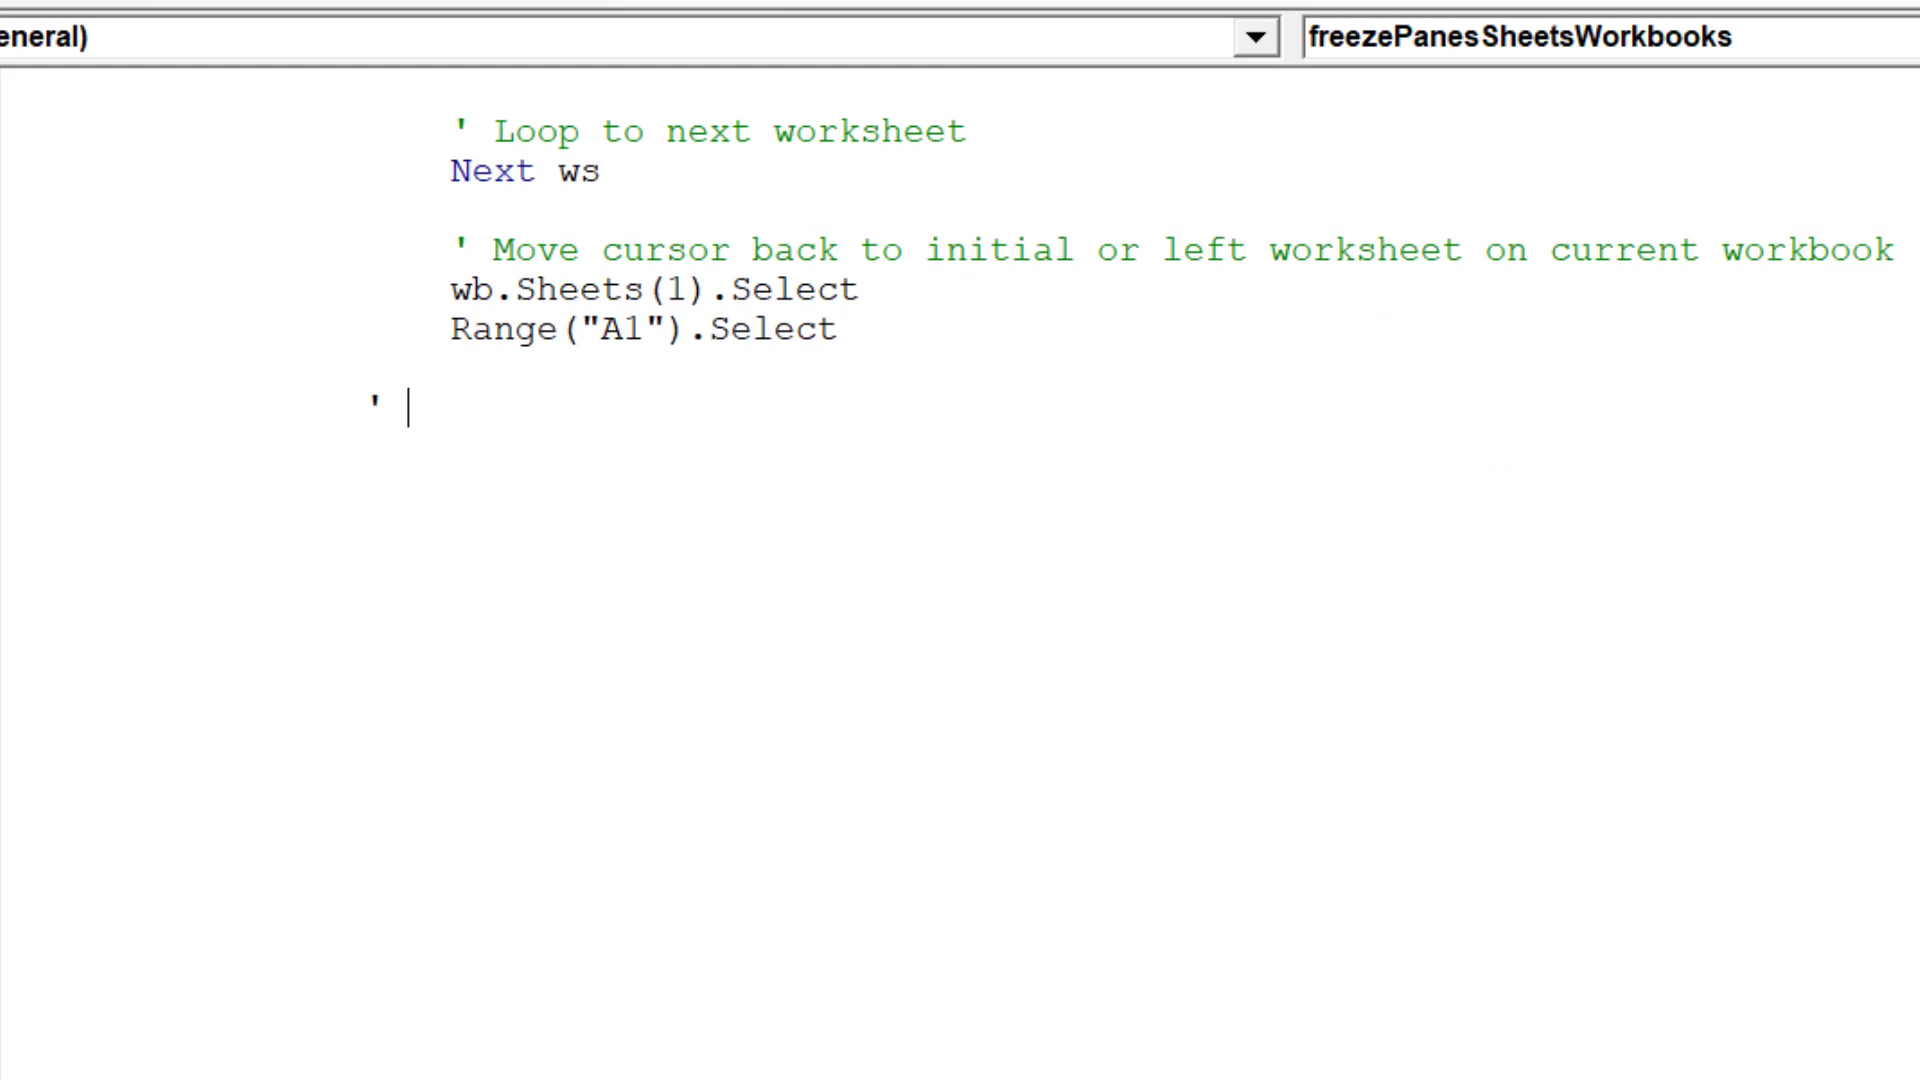 eneral)
freezePanesSheetsWorkbooks
' Loop to next worksheet
Next ws
' Move cursor back to initial or left worksheet on current workbook
wb.Sheets(1).Select
Range("A1").Select
'